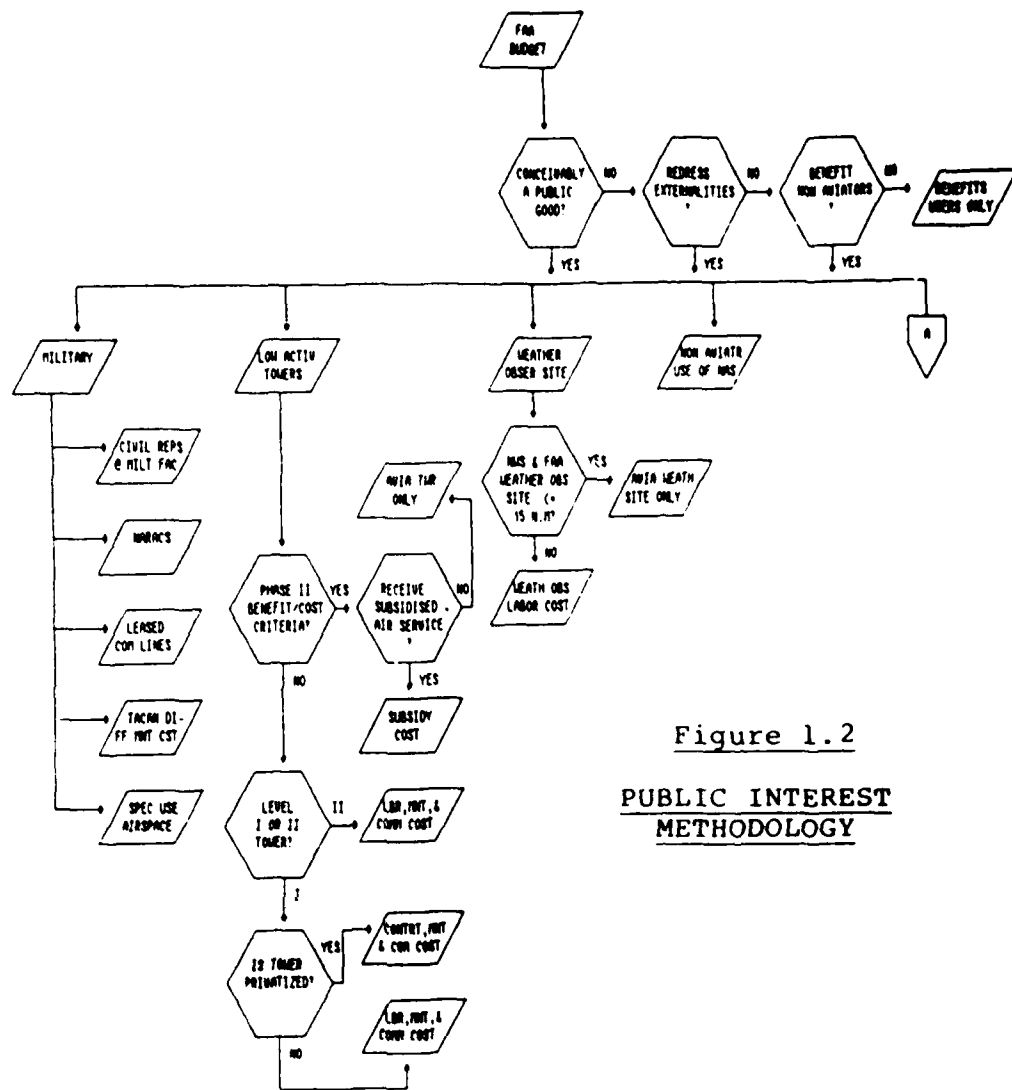 FAA
BUDGET
CONCEIVABLY
A PUBLIC
GOOD?
NO
REDRESS
EXTERNALITIES
?
NO
BENEFIT
NON AVIATORS
?
NO
BENEFITS
USERS ONLY
YES
YES
YES
MILITARY
LOW ACTIV
TOWERS
WEATHER
OBSER SITE
NON AVIATR
USE OF NAS
A
CIVIL REPS
@ MILT FAC
AVIA TWR
ONLY
NWS & FAA
WEATHER OBS
SITE (=
15 N.M?
YES
AVIA WEATH
SITE ONLY
NARACS
NO
PHASE II
BENEFIT/COST
CRITERIA?
YES
RECEIVE
SUBSIDISED
AIR SERVICE
?
NO
WEATH OBS
LABOR COST
LEASED
COM LINES
NO
YES
TACAN DI-
FF MNT CST
SUBSIDY
COST
Figure 1.2
PUBLIC INTEREST
METHODOLOGY
SPEC USE
AIRSPACE
LEVEL
I OR II
TOWER?
II
LBR,MNT,&
COMM COST
I
IS TOWER
PRIVATIZED?
YES
CONTRT,MNT
& COM COST
NO
LBR,MNT,&
COMM COST